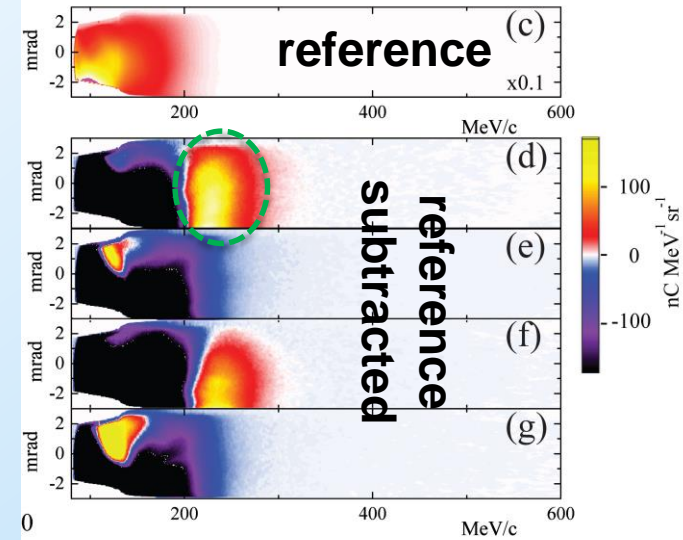 mrad
2
0
-2
reference
(c)
x0.1
200
400
600
MeV/c
mrad
2
0
-2
(d)
mrad
2
0
-2
(e)
mrad
2
0
-2
(f)
mrad
2
0
-2
(g)
reference
subtracted
0
200
400
600
MeV/c
100
0
-100
nC MeV⁻¹ sr⁻¹